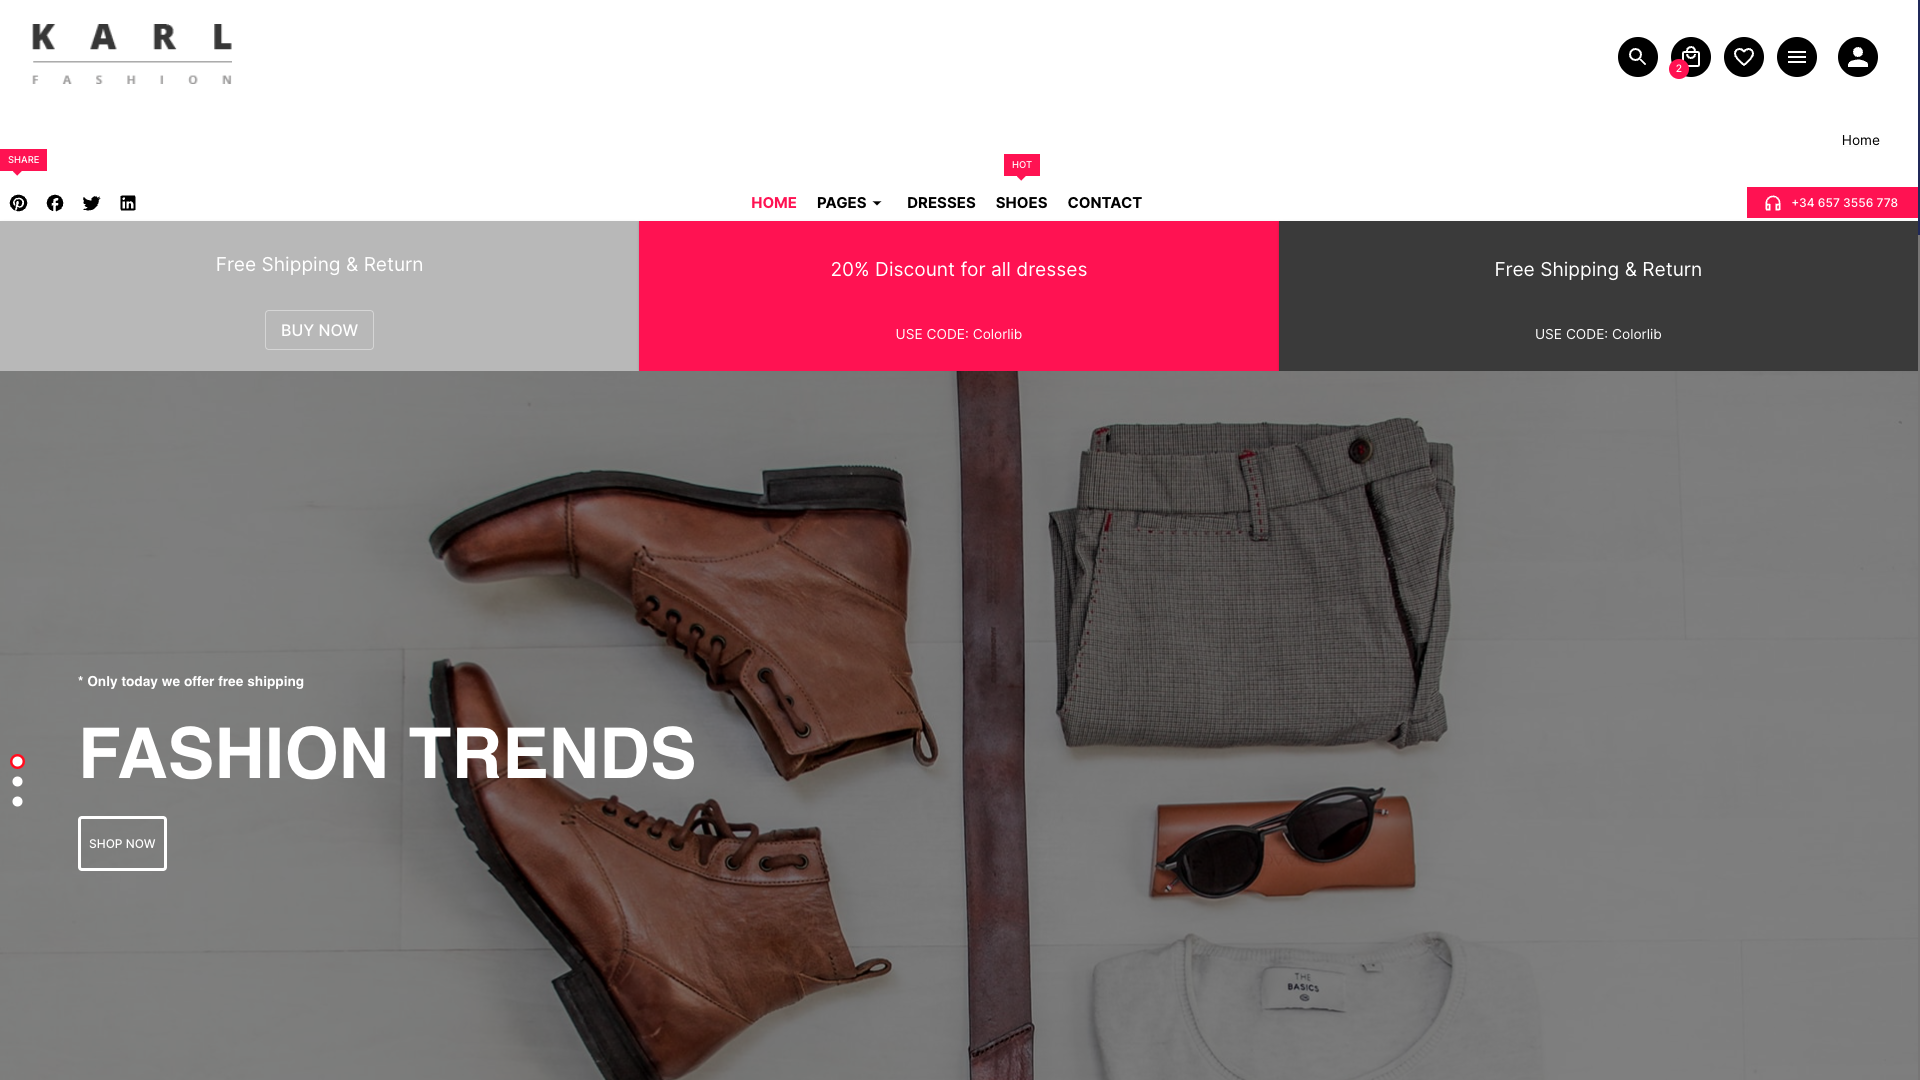 KARL
FASHION
2
Home
SHARE
HOT
HOME PAGES DRESSES SHOES CONTACT
+34 657 3556 778
Free Shipping & Return
BUY NOW
20% Discount for all dresses
USE CODE: Colorlib
Free Shipping & Return
USE CODE: Colorlib
* Only today we offer free shipping
FASHION TRENDS
SHOP NOW
THE
BASICS